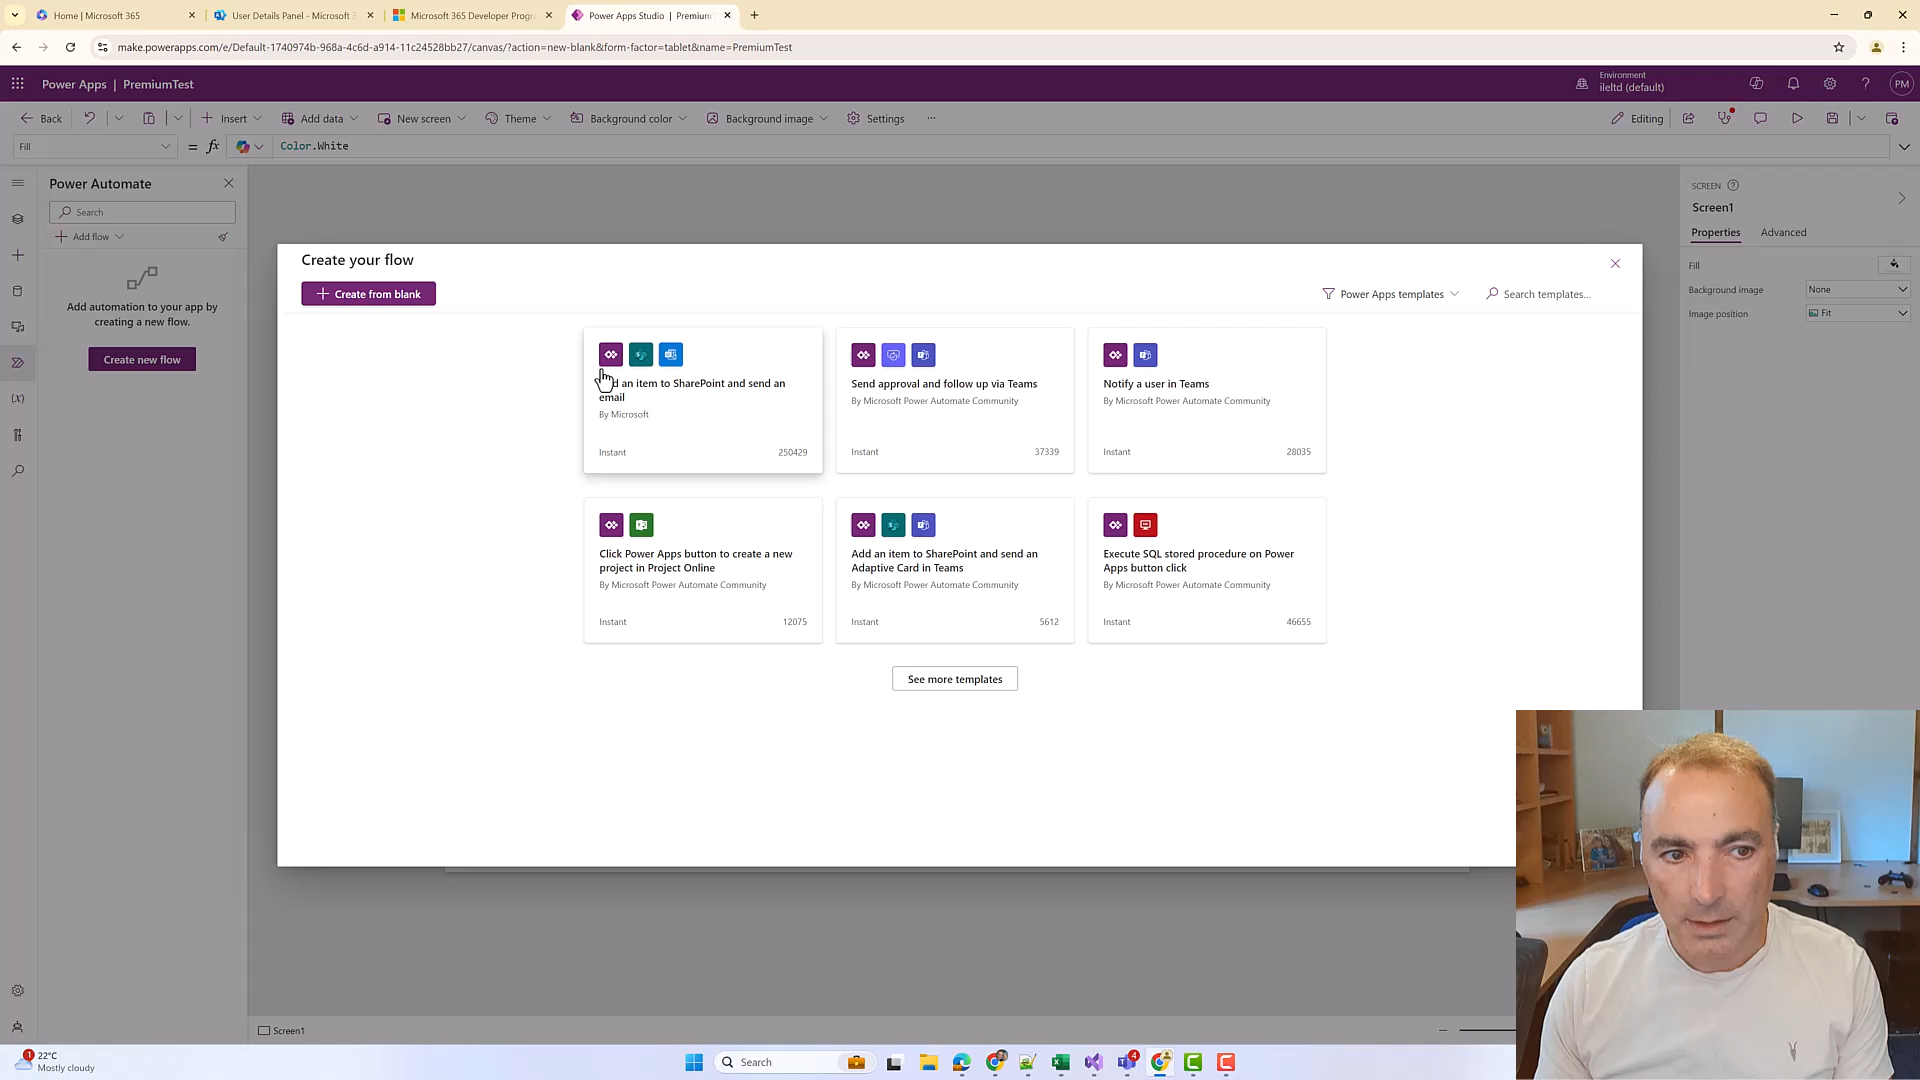 Home | Microsoft 365
User Details Panel - Microsoft 3
Microsoft 365 Developer Progr
Power Apps Studio | Premium
make.powerapps.com/e/Default-1740974b-968a-4c6d-a914-11c24528bb27/canvas/?action=new-blank&form-factor=tablet&name=PremiumTest
Power Apps | PremiumTest
Environment
ileltd (default)
PM
Back
Insert
Add data
New screen
Theme
Background color
Background image
Settings
Editing
Fill
= fx
Color.White
Power Automate
Search
Add flow
Add automation to your app by
creating a new flow.
Create new flow
Create your flow
Create from blank
Power Apps templates
Search templates...
an item to SharePoint and send an
email
By Microsoft
Instant 250429
Send approval and follow up via Teams
By Microsoft Power Automate Community
Instant 37339
Notify a user in Teams
By Microsoft Power Automate Community
Instant 28035
Click Power Apps button to create a new
project in Project Online
By Microsoft Power Automate Community
Instant 12075
Add an item to SharePoint and send an
Adaptive Card in Teams
By Microsoft Power Automate Community
Instant 5612
Execute SQL stored procedure on Power
Apps button click
By Microsoft Power Automate Community
Instant 46655
See more templates
SCREEN
Screen1
Properties
Advanced
Fill
Background image
None
Image position
Fit
Screen1
1
22°C
Mostly cloudy
Search
4